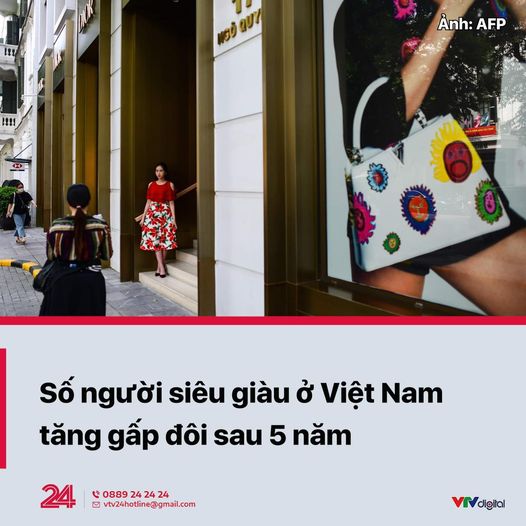 Ảnh: AFP
NGÔ QUY
Số người siêu giàu ở Việt Nam
tăng gấp đôi sau 5 năm
24
0889 24 24 24
vtv24hotline@gmail.com
VTVdigital